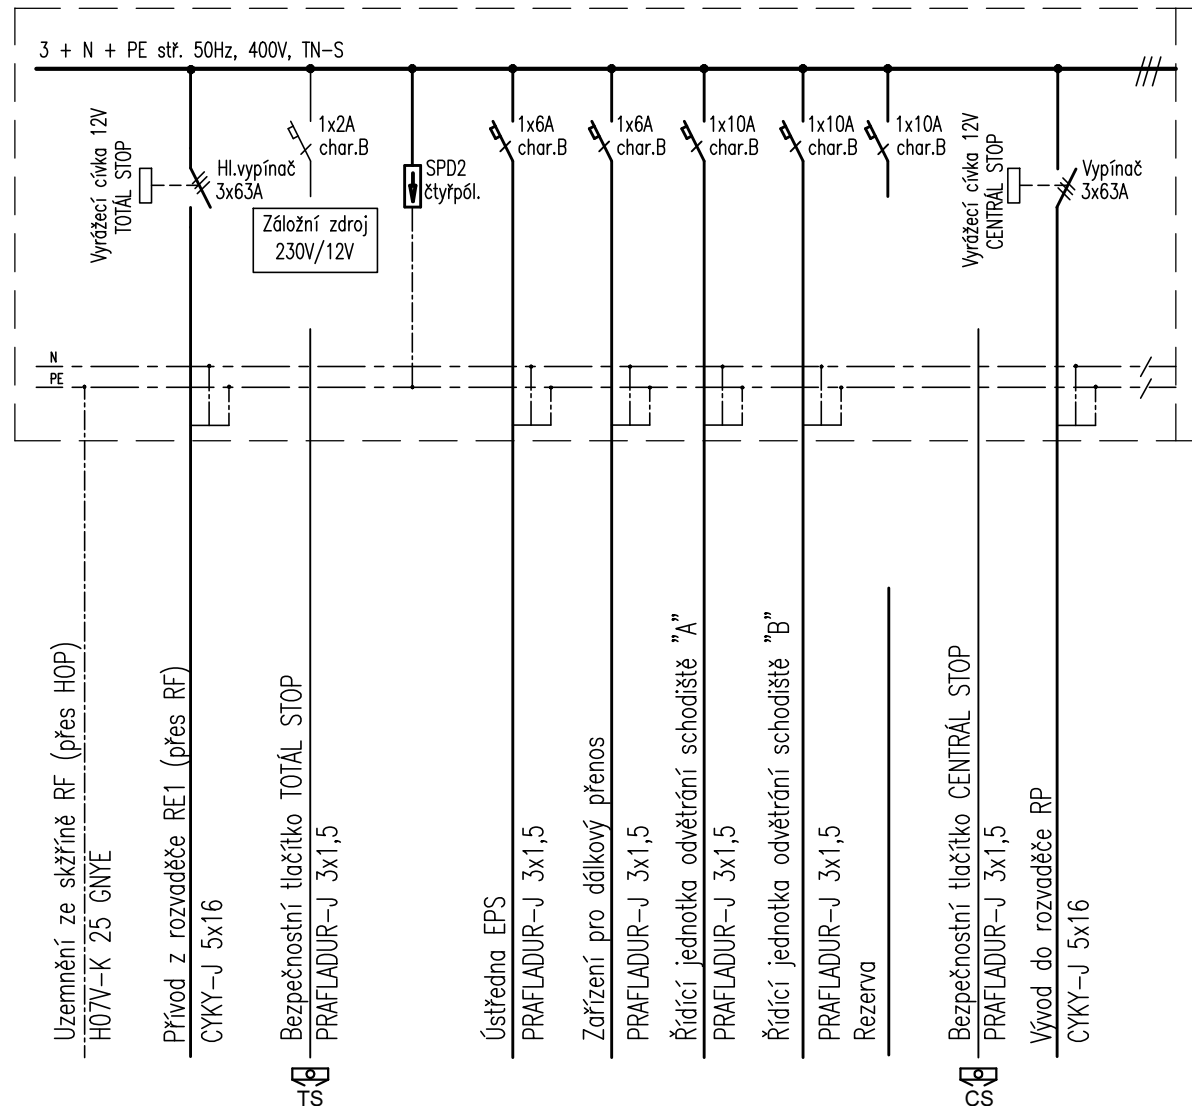 3 + N + PE stř. 50Hz, 400V, TN-S
Vyrážecí cívka 12V
TOTÁL STOP
Hl.vypínač
3x63A
1x2A
char.B
Záložní zdroj
230V/12V
SPD2
čtyřpól.
1x6A
char.B
1x6A
char.B
1x10A
char.B
1x10A
char.B
1x10A
char.B
Vyrážecí cívka 12V
CENTRÁL STOP
Vypínač
3x63A
N
PE
Uzemnění ze skžříně RF (přes HOP)
H07V-K 25 GNYE
Přívod z rozvaděče RE1 (přes RF)
CYKY-J 5x16
Bezpečnostní tlačítko TOTÁL STOP
PRAFLADUR-J 3x1,5
Ústředna EPS
PRAFLADUR-J 3x1,5
Zařízení pro dálkový přenos
PRAFLADUR-J 3x1,5
Řídící jednotka odvětrání schodiště "A"
PRAFLADUR-J 3x1,5
Řídící jednotka odvětrání schodiště "B"
PRAFLADUR-J 3x1,5
Rezerva
Bezpečnostní tlačítko CENTRÁL STOP
PRAFLADUR-J 3x1,5
Vývod do rozvaděče RP
CYKY-J 5x16
TS
CS